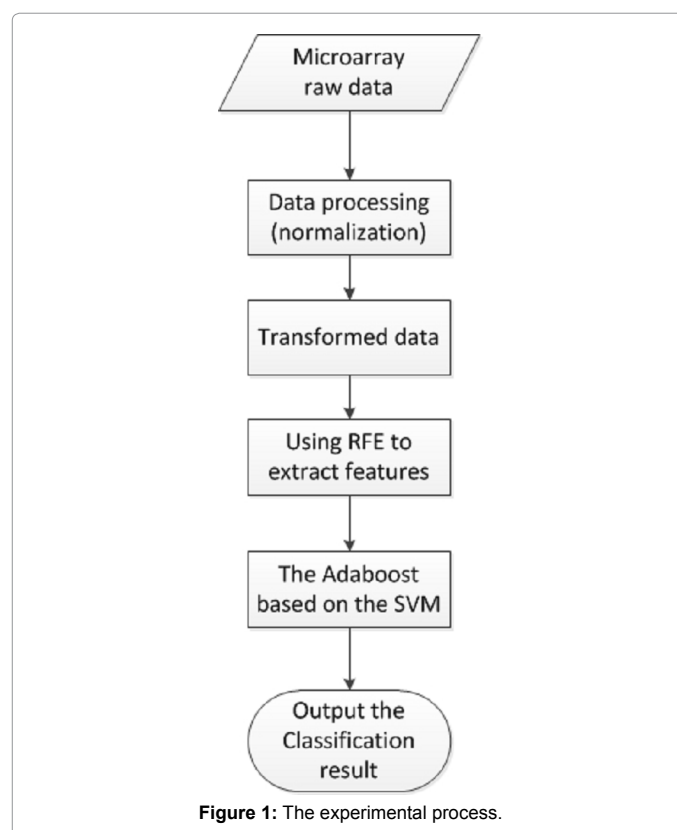 Microarray
raw data
Data processing
(normalization)
Transformed data
Using RFE to
extract features
The Adaboost
based on the SVM
Output the
Classification
result
Figure 1: The experimental process.